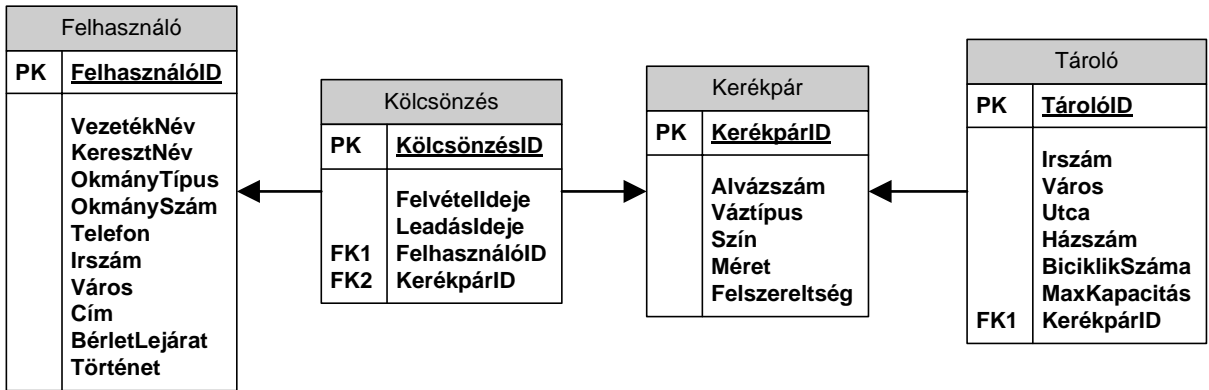 Felhasználó
PK FelhasználóID
VezetékNév
KeresztNév
OkmányTípus
OkmánySzám
Telefon
Irszám
Város
Cím
BérletLejárat
Történet
Kölcsönzés
PK KölcsönzésID
FelvételIdeje
LeadásIdeje
FK1 FelhasználóID
FK2 KerékpárID
Kerékpár
PK KerékpárID
Alvázszám
Váztípus
Szín
Méret
Felszereltség
Tároló
PK TárolóID
Irszám
Város
Utca
Házszám
BiciklikSzáma
MaxKapacitás
FK1 KerékpárID